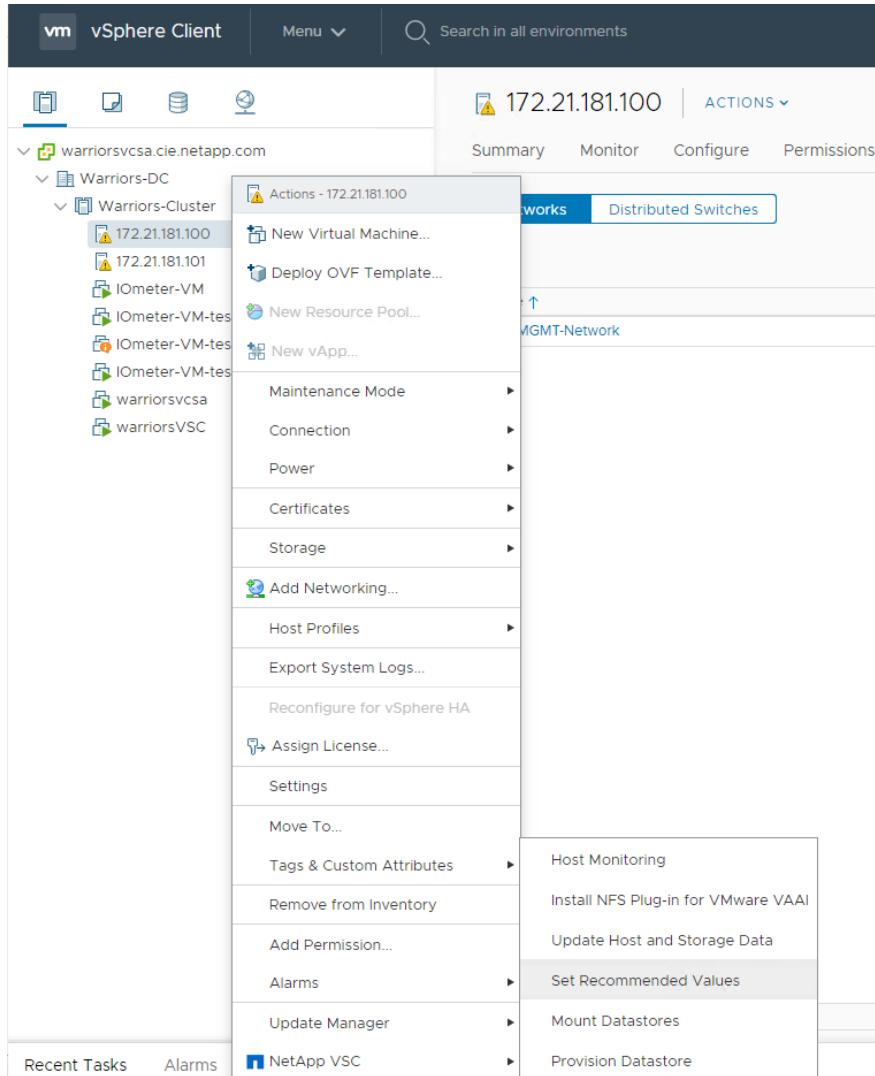 vm vSphere Client Menu Search in all environments
172.21.181.100 ACTIONS
Summary Monitor Configure Permissions
warriorsvcsa.cie.netapp.com
Warriors-DC
Warriors-Cluster
172.21.181.100
172.21.181.101
IOmeter-VM
IOmeter-VM-tes
IOmeter-VM-tes
IOmeter-VM-tes
warriorsvcsa
warriorsVSC
works Distributed Switches
MGMT-Network
Actions - 172.21.181.100
New Virtual Machine...
Deploy OVF Template...
New Resource Pool...
New vApp...
Maintenance Mode
Connection
Power
Certificates
Storage
Add Networking...
Host Profiles
Export System Logs...
Reconfigure for vSphere HA
Assign License...
Settings
Move To...
Tags & Custom Attributes
Remove from Inventory
Add Permission...
Alarms
Update Manager
NetApp VSC
Host Monitoring
Install NFS Plug-in for VMware VAAI
Update Host and Storage Data
Set Recommended Values
Mount Datastores
Provision Datastore
Recent Tasks Alarms